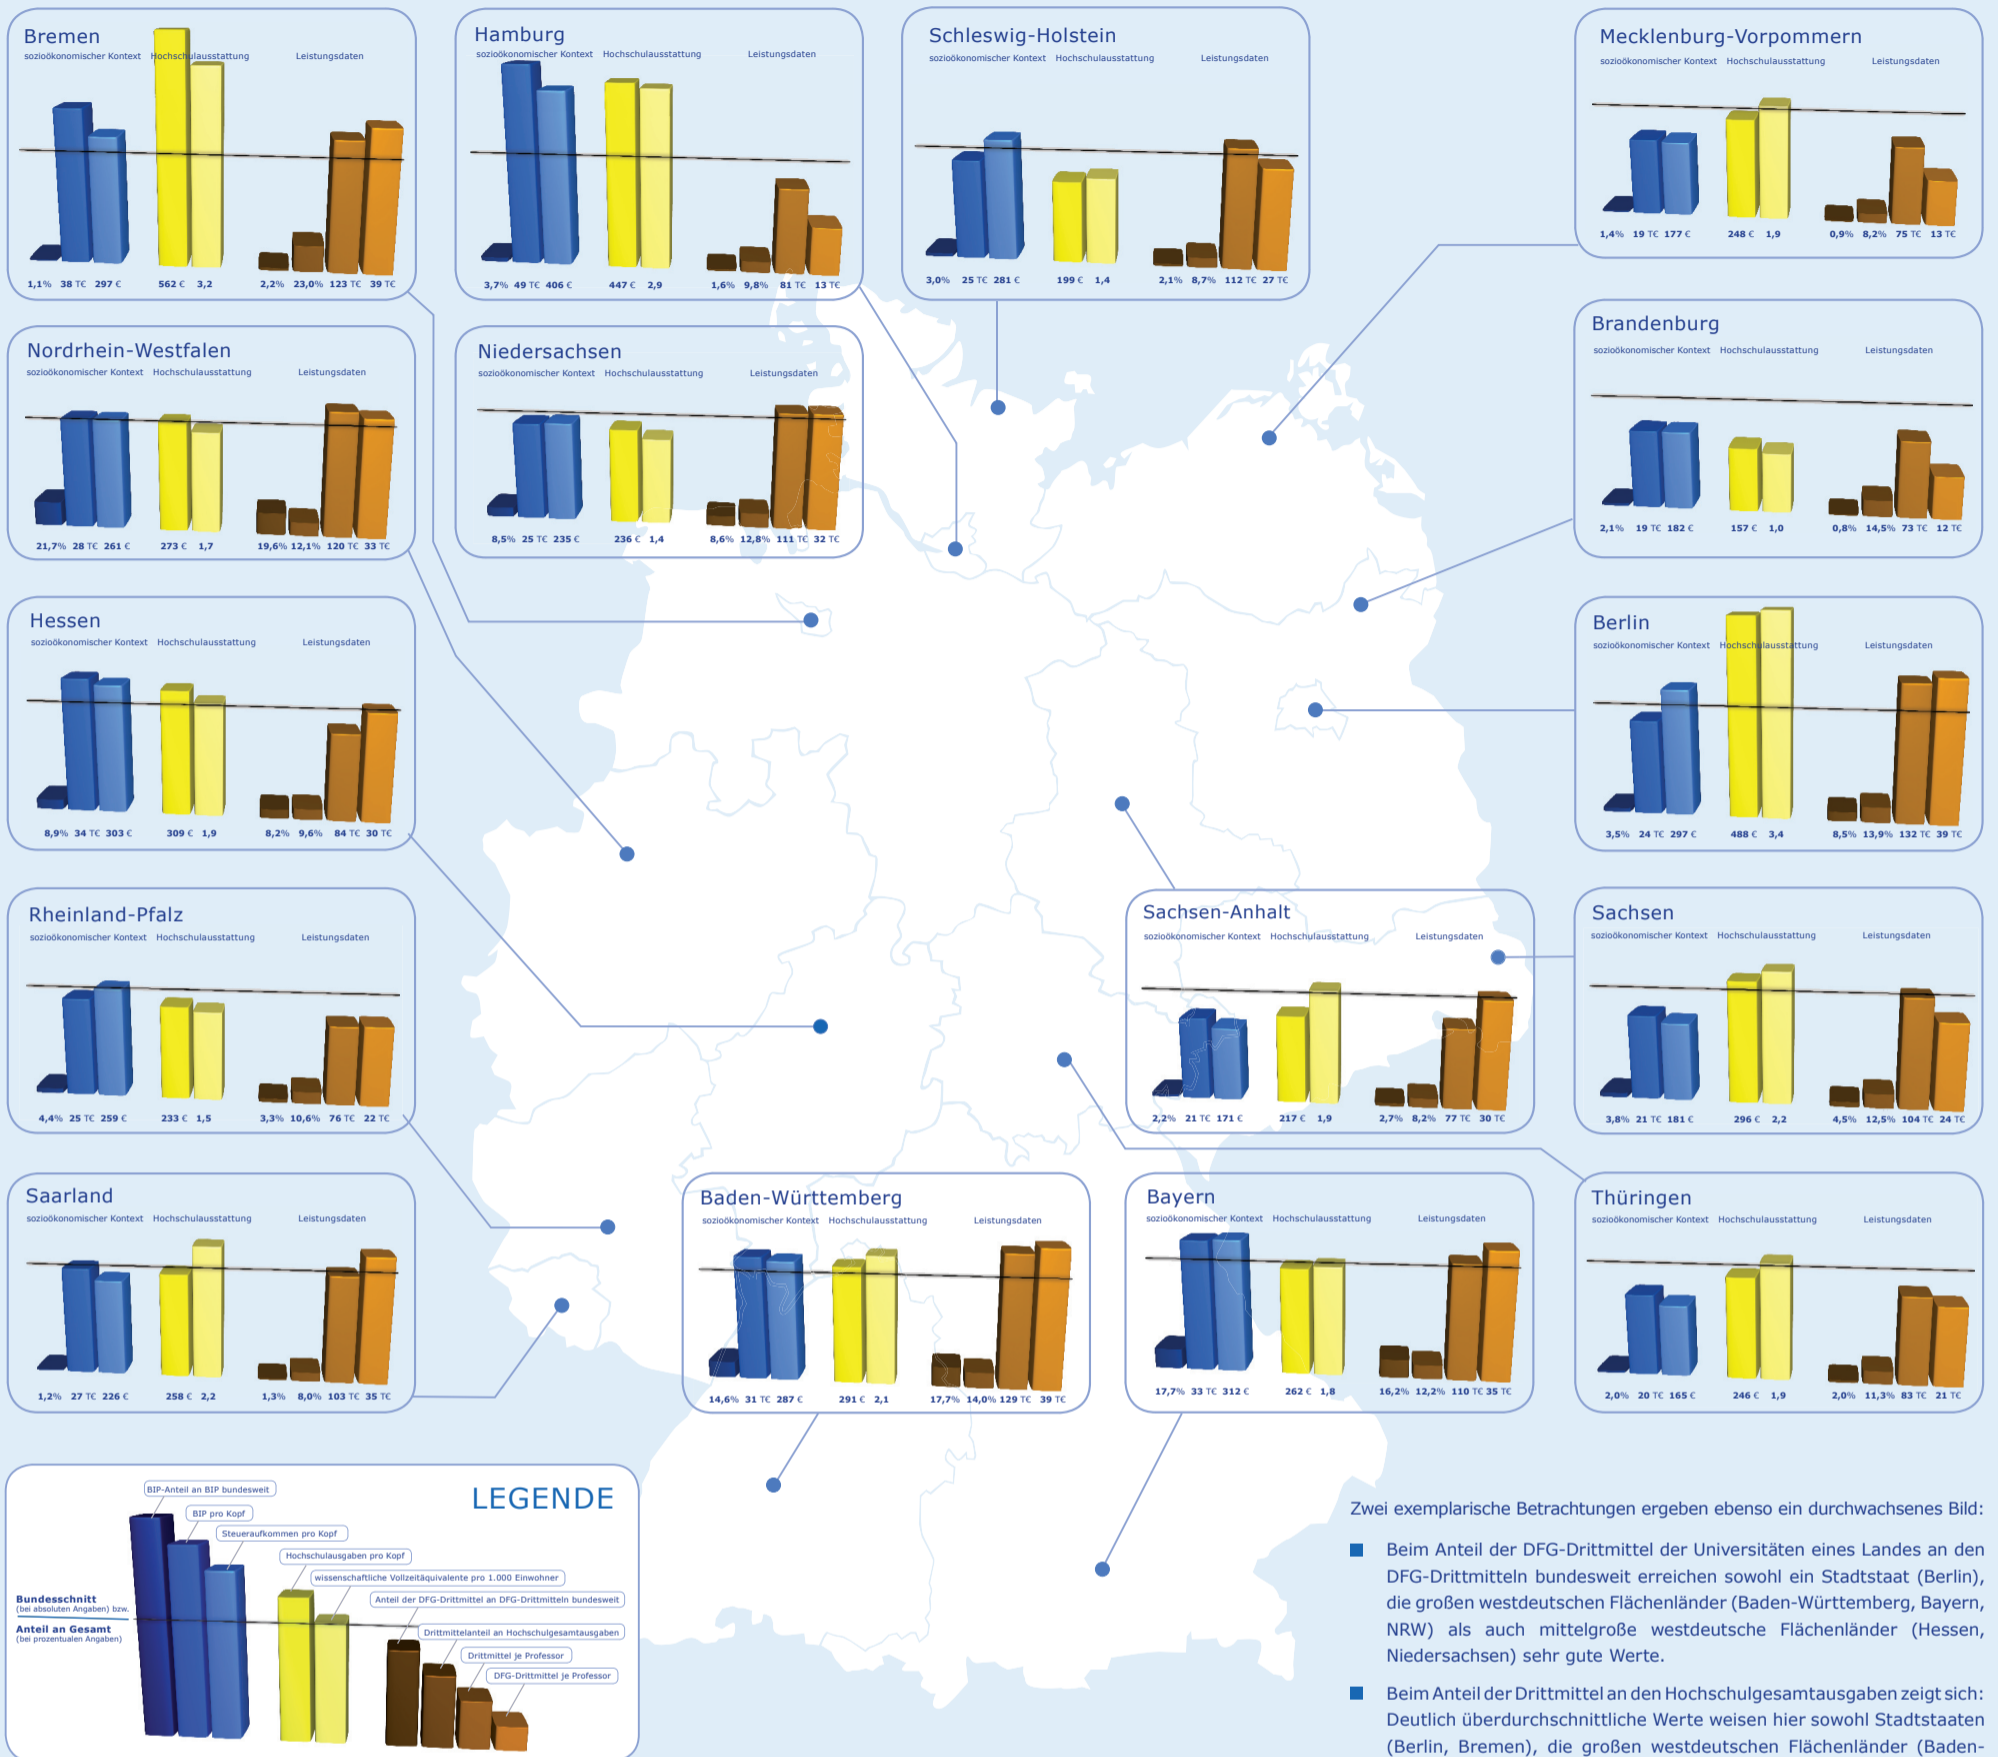 Bremen
sozioökonomischer Kontext Hochschulausstattung Leistungsdaten
1,1% 38 T€ 297 € 562 € 3,2 2,2% 23,0% 123 T€ 39 T€
Hamburg
sozioökonomischer Kontext Hochschulausstattung Leistungsdaten
3,7% 49 T€ 406 € 447 € 2,9 1,6% 9,8% 81 T€ 13 T€
Schleswig-Holstein
sozioökonomischer Kontext Hochschulausstattung Leistungsdaten
3,0% 25 T€ 281 € 199 € 1,4 2,1% 8,7% 112 T€ 27 T€
Mecklenburg-Vorpommern
sozioökonomischer Kontext Hochschulausstattung Leistungsdaten
1,4% 19 T€ 177 € 248 € 1,9 0,9% 8,2% 75 T€ 13 T€
Nordrhein-Westfalen
sozioökonomischer Kontext Hochschulausstattung Leistungsdaten
21,7% 28 T€ 261 € 273 € 1,7 19,6% 12,1% 120 T€ 33 T€
Niedersachsen
sozioökonomischer Kontext Hochschulausstattung Leistungsdaten
8,5% 25 T€ 235 € 236 € 1,4 8,6% 12,8% 111 T€ 32 T€
Brandenburg
sozioökonomischer Kontext Hochschulausstattung Leistungsdaten
2,1% 19 T€ 182 € 157 € 1,0 0,8% 14,5% 73 T€ 12 T€
Hessen
sozioökonomischer Kontext Hochschulausstattung Leistungsdaten
8,9% 34 T€ 303 € 309 € 1,9 8,2% 9,6% 84 T€ 30 T€
Berlin
sozioökonomischer Kontext Hochschulausstattung Leistungsdaten
3,5% 24 T€ 297 € 488 € 3,4 8,5% 13,9% 132 T€ 39 T€
Rheinland-Pfalz
sozioökonomischer Kontext Hochschulausstattung Leistungsdaten
4,4% 25 T€ 259 € 233 € 1,5 3,3% 10,6% 76 T€ 22 T€
Sachsen-Anhalt
sozioökonomischer Kontext Hochschulausstattung Leistungsdaten
2,2% 21 T€ 171 € 217 € 1,9 2,7% 8,2% 77 T€ 30 T€
Sachsen
sozioökonomischer Kontext Hochschulausstattung Leistungsdaten
3,8% 21 T€ 181 € 296 € 2,2 4,5% 12,5% 104 T€ 24 T€
Saarland
sozioökonomischer Kontext Hochschulausstattung Leistungsdaten
1,2% 27 T€ 226 € 258 € 2,2 1,3% 8,0% 103 T€ 35 T€
Baden-Württemberg
sozioökonomischer Kontext Hochschulausstattung Leistungsdaten
14,6% 31 T€ 287 € 291 € 2,1 17,7% 14,0% 129 T€ 39 T€
Bayern
sozioökonomischer Kontext Hochschulausstattung Leistungsdaten
17,7% 33 T€ 312 € 262 € 1,8 16,2% 12,2% 110 T€ 35 T€
Thüringen
sozioökonomischer Kontext Hochschulausstattung Leistungsdaten
2,0% 20 T€ 165 € 246 € 1,9 2,0% 11,3% 83 T€ 21 T€
LEGENDE
BIP-Anteil an BIP bundesweit
BIP pro Kopf
Steueraufkommen pro Kopf
Hochschulausgaben pro Kopf
wissenschaftliche Vollzeitäquivalente pro 1.000 Einwohner
Anteil der DFG-Drittmittel an DFG-Drittmitteln bundesweit
Drittmittelanteil an Hochschulgesamtausgaben
Drittmittel je Professor
DFG-Drittmittel je Professor
Bundesschnitt
(bei absoluten Angaben) bzw.
Anteil an Gesamt
(bei prozentualen Angaben)
Zwei exemplarische Betrachtungen ergeben ebenso ein durchwachsenes Bild:
Beim Anteil der DFG-Drittmittel der Universitäten eines Landes an den
DFG-Drittmitteln bundesweit erreichen sowohl ein Stadtstaat (Berlin),
die großen westdeutschen Flächenländer (Baden-Württemberg, Bayern,
NRW) als auch mittelgroße westdeutsche Flächenländer (Hessen,
Niedersachsen) sehr gute Werte.
Beim Anteil der Drittmittel an den Hochschulgesamtausgaben zeigt sich:
Deutlich überdurchschnittliche Werte weisen hier sowohl Stadtstaaten
(Berlin, Bremen), die großen westdeutschen Flächenländer (Baden-